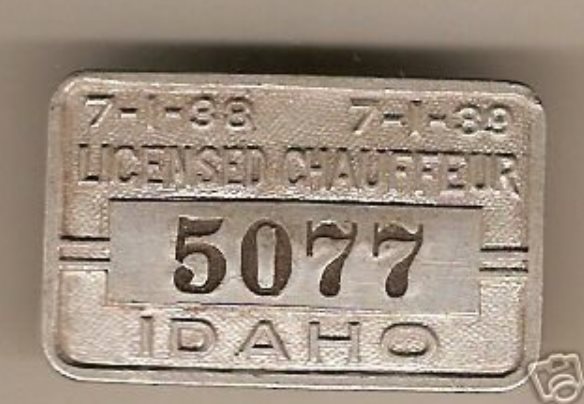 7-1-38 7-1-39
LICENSED CHAUFFEUR
5077
IDAHO